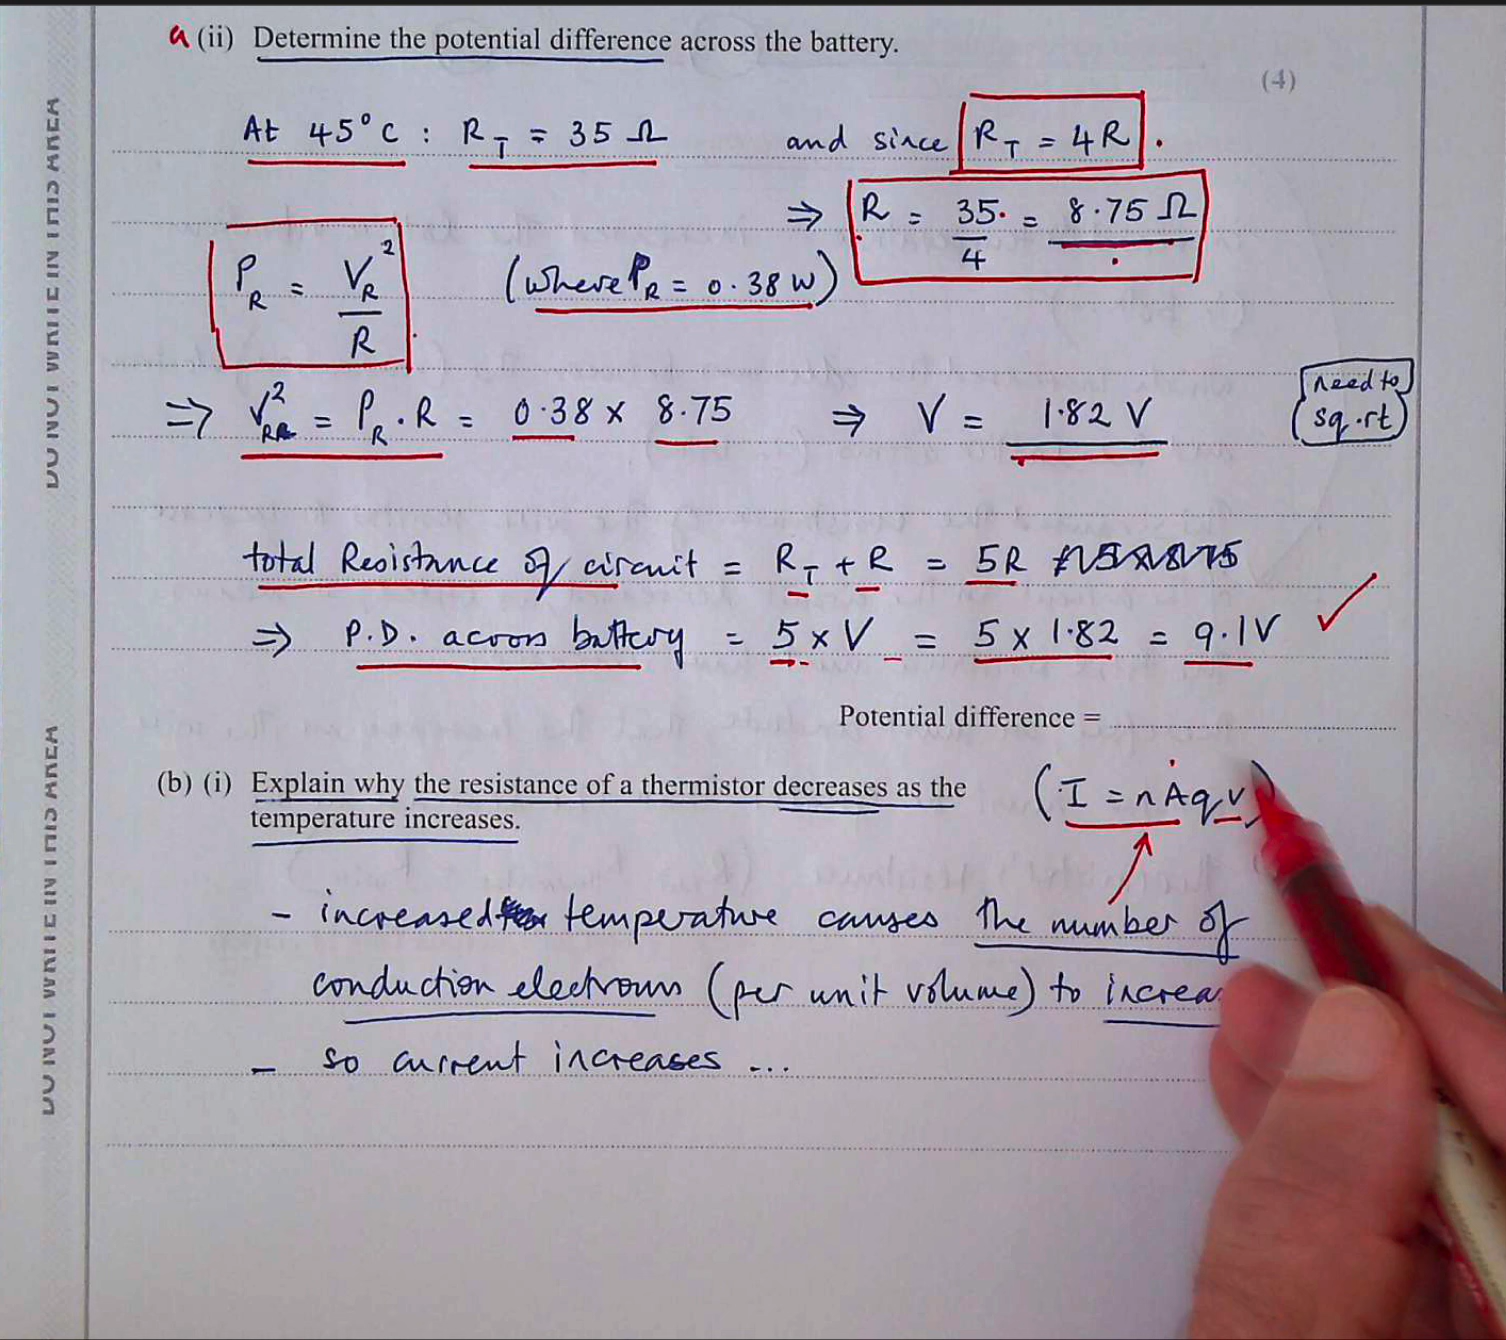 a (ii) Determine the potential difference across the battery.
(4)
At 45°C : R_T = 35 Ω and since R_T = 4R .
⇒ R = 35/4 = 8.75 Ω
P_R = V_R²/R (where P_R = 0.38 W)
⇒ V_R² = P_R . R = 0.38 × 8.75 ⇒ V = 1.82 V
need to
sq.rt
total Resistance of circuit = R_T + R = 5R
⇒ P.D. across battery = 5 × V = 5 × 1.82 = 9.1V ✓
Potential difference =
(b) (i) Explain why the resistance of a thermistor decreases as the
temperature increases.
(I = nAqv)
- increased temperature causes the number of
conduction electrons (per unit volume) to increa
- so current increases ...
DO NOT WRITE IN THIS AREA
DO NOT WRITE IN THIS AREA